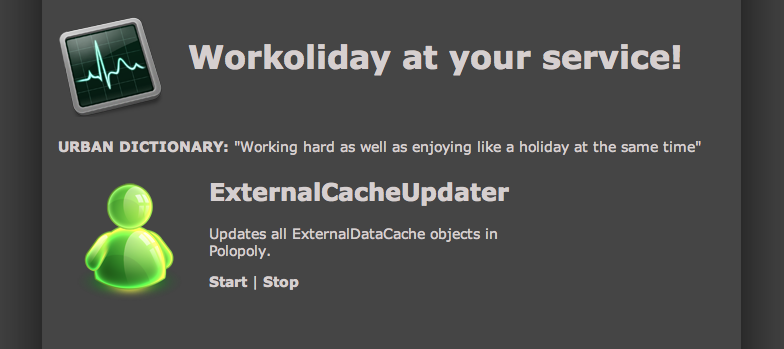 Workoliday at your service!
URBAN DICTIONARY: "Working hard as well as enjoying like a holiday at the same time"
ExternalCacheUpdater
Updates all ExternalDataCache objects in
Polopoly.
Start | Stop